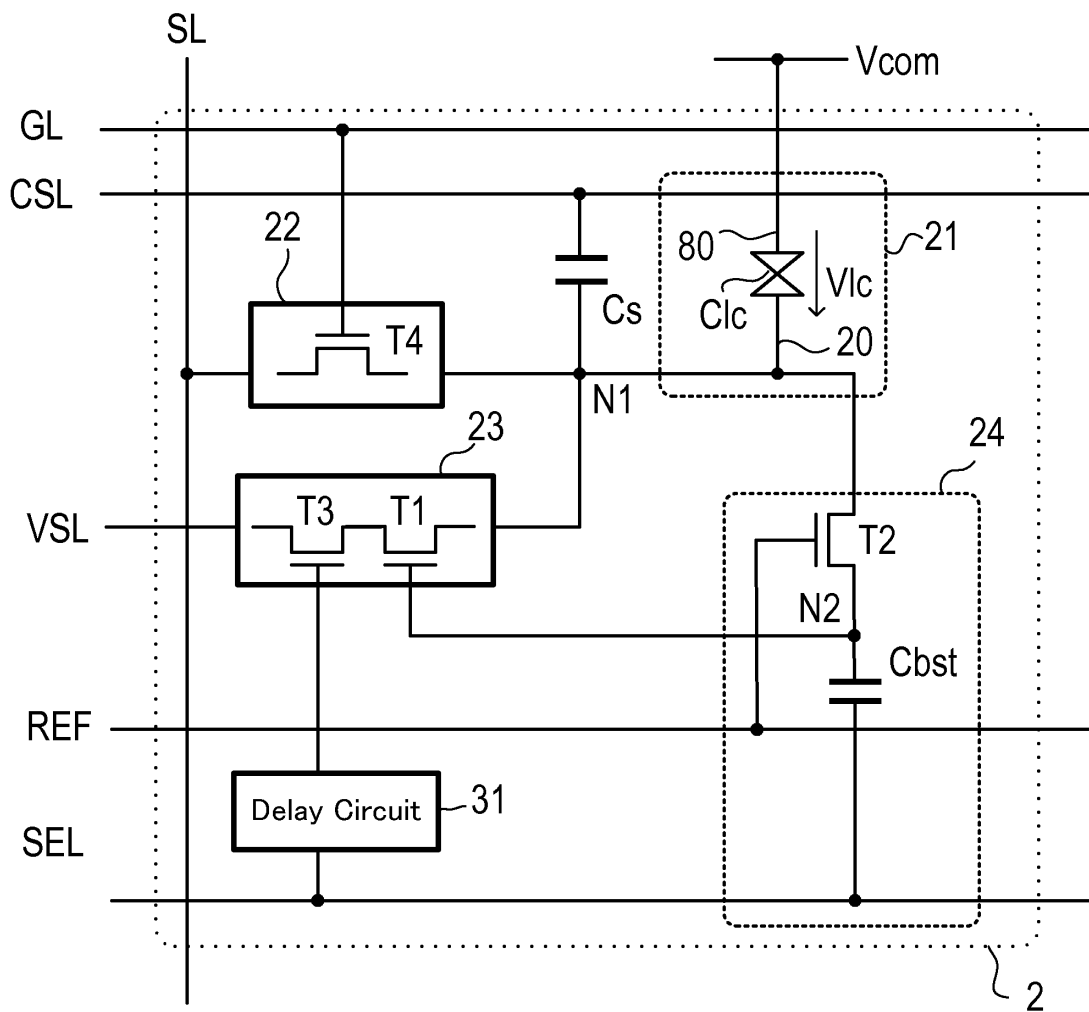 SL
Vcom
GL
CSL
22
80
21
Vlc
Clc
Cs
T4
20
N1
23
24
T3
T1
VSL
T2
N2
Cbst
REF
Delay Circuit
31
SEL
2